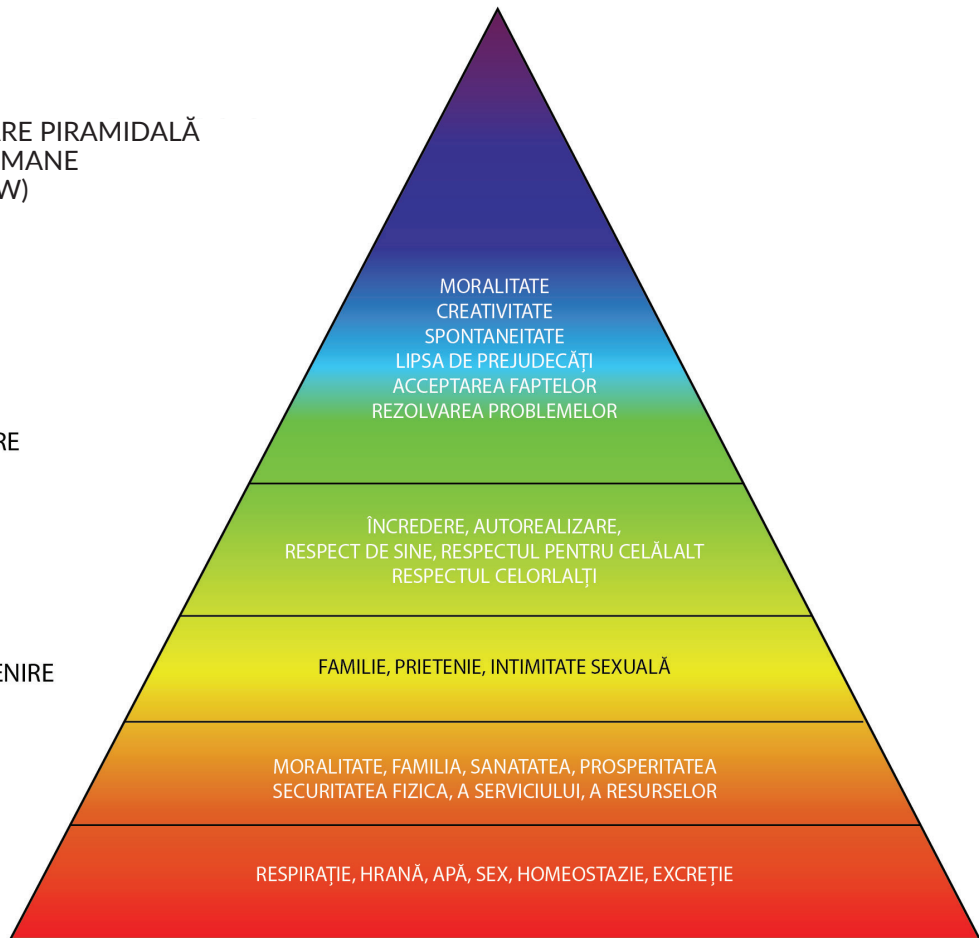 ARE PIRAMIDALĂ
MANE
W)
MORALITATE
CREATIVITATE
SPONTANEITATE
LIPSA DE PREJUDECĂȚI
ACCEPTAREA FAPTELOR
REZOLVAREA PROBLEMELOR
RE
ÎNCREDERE, AUTOREALIZARE,
RESPECT DE SINE, RESPECTUL PENTRU CELĂLALT
RESPECTUL CELORLALȚI
ENIRE
FAMILIE, PRIETENIE, INTIMITATE SEXUALĂ
MORALITATE, FAMILIA, SANATATEA, PROSPERITATEA
SECURITATEA FIZICA, A SERVICIULUI, A RESURSELOR
RESPIRAȚIE, HRANĂ, APĂ, SEX, HOMEOSTAZIE, EXCREȚIE